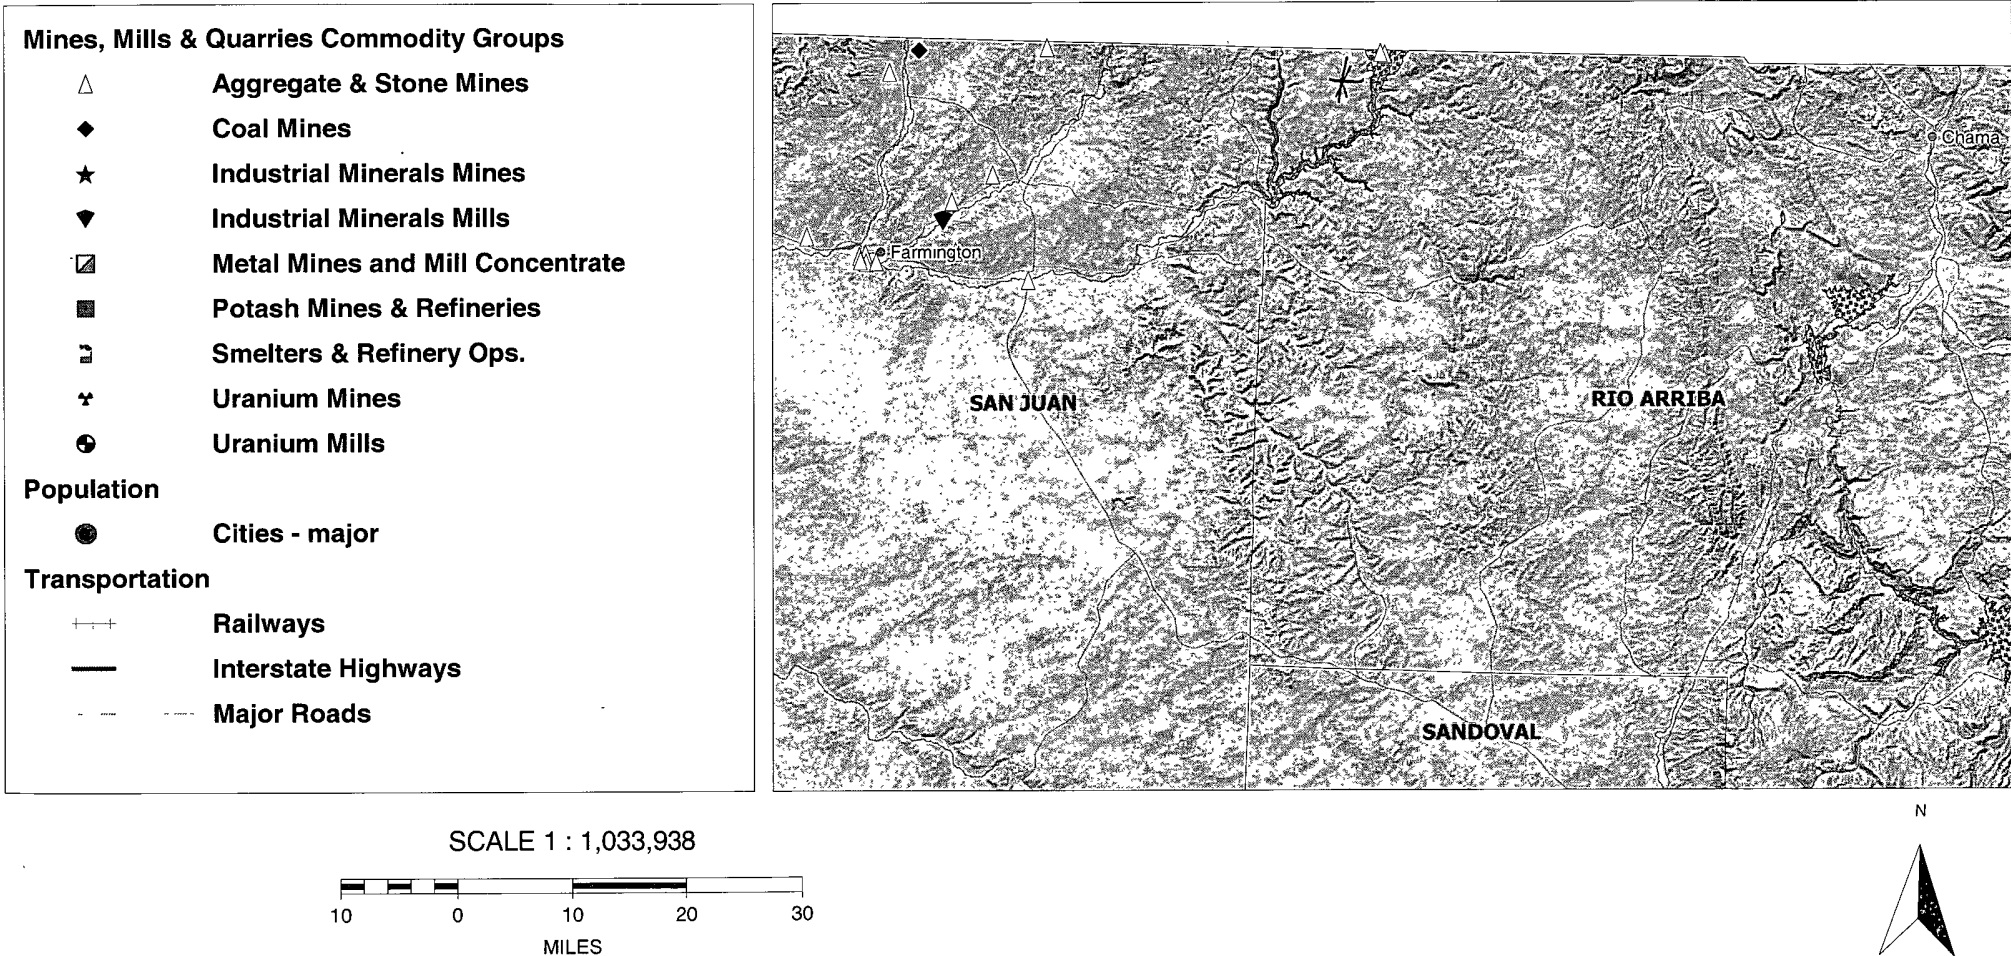 Mines, Mills & Quarries Commodity Groups
Aggregate & Stone Mines
Coal Mines
Industrial Minerals Mines
Industrial Minerals Mills
Metal Mines and Mill Concentrate
Potash Mines & Refineries
Smelters & Refinery Ops.
Uranium Mines
Uranium Mills
Population
Cities - major
Transportation
Railways
Interstate Highways
Major Roads
Chama
Farmington
SAN JUAN
RIO ARRIBA
SANDOVAL
SCALE 1 : 1,033,938
10 0 10 20 30
MILES
N